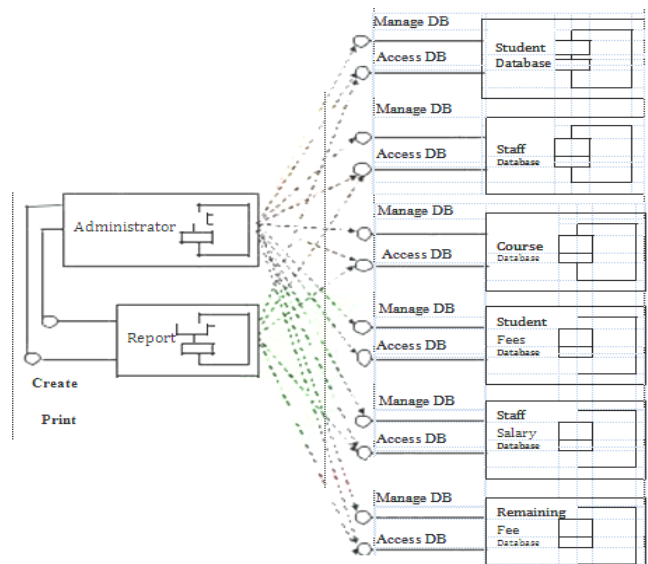 Manage DB
Access DB
Student
Database
Manage DB
Access DB
Staff
Database
Administrator
Manage DB
Access DB
Course
Database
Report
Create
Print
Manage DB
Access DB
Student
Fees
Database
Manage DB
Access DB
Staff
Salary
Database
Manage DB
Access DB
Remaining
Fee
Database